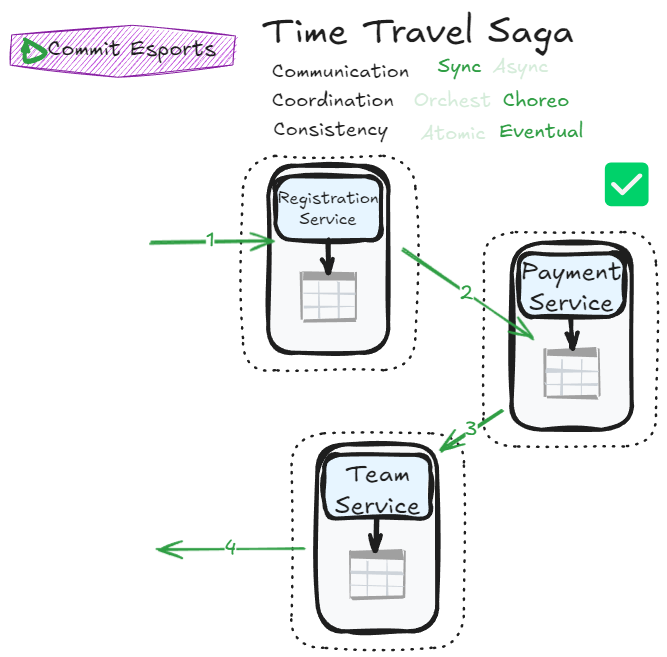 Commit Esports
Time Travel Saga
Communication Sync Async
Coordination Orchest Choreo
Consistency Atomic Eventual
Registration
Service
1
Payment
Service
2
3
Team
Service
4